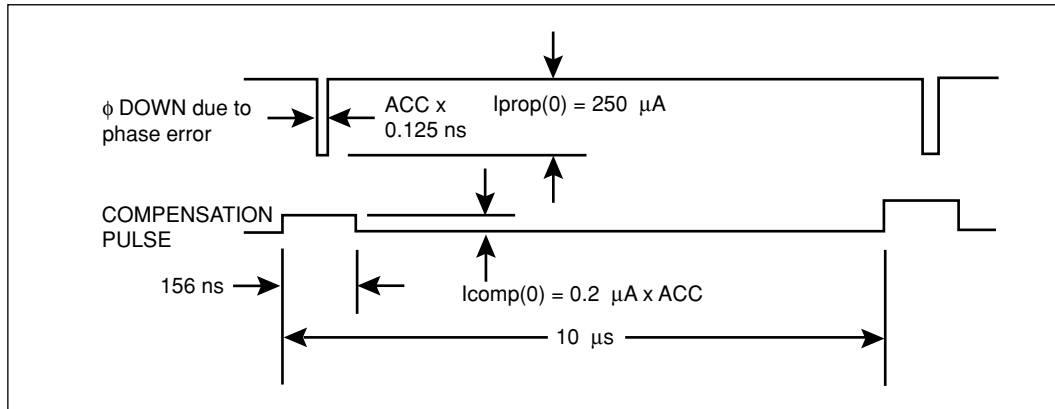 ϕ DOWN due to
phase error
ACC x
0.125 ns
Iprop(0) = 250 µA
COMPENSATION
PULSE
156 ns
Icomp(0) = 0.2 µA x ACC
10 µs